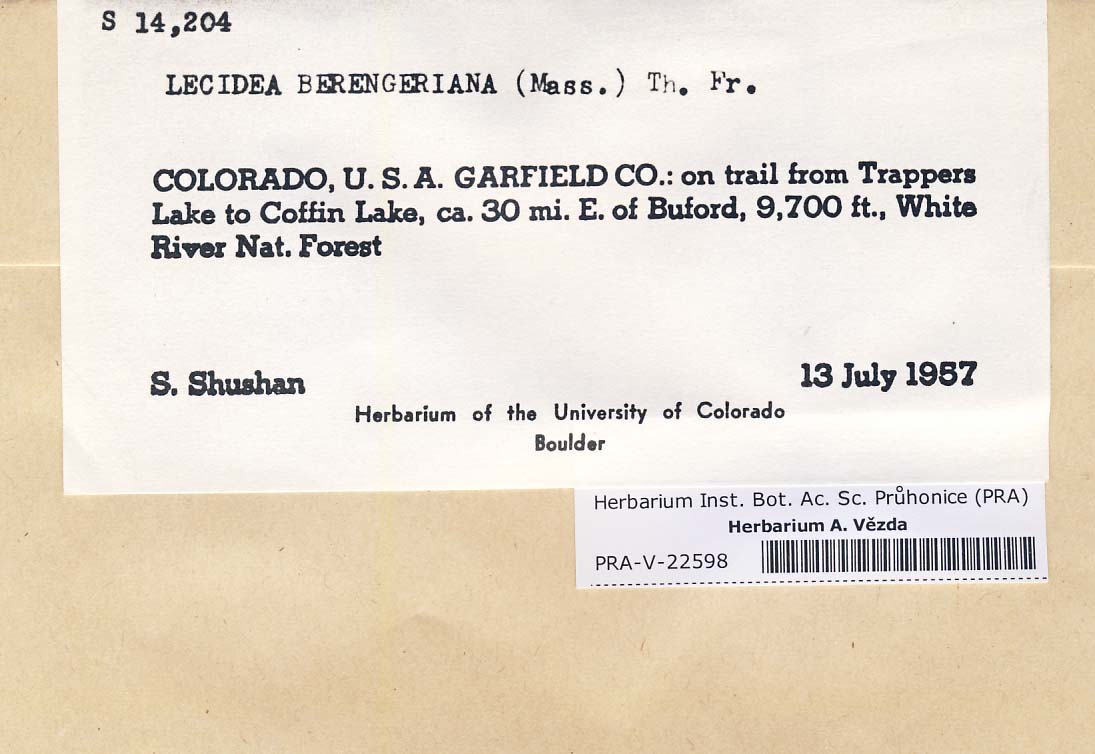 S 14,204
LECIDEA BERENGERIANA (Mass.) Th. Fr.
COLORADO, U. S. A. GARFIELD CO.: on trail from Trappers
Lake to Coffin Lake, ca. 30 mi. E. of Buford, 9,700 ft., White
River Nat. Forest
S. Shushan
13 July 1957
Herbarium of the University of Colorado
Boulder
Herbarium Inst. Bot. Ac. Sc. Průhonice (PRA)
Herbarium A. Vězda
PRA-V-22598